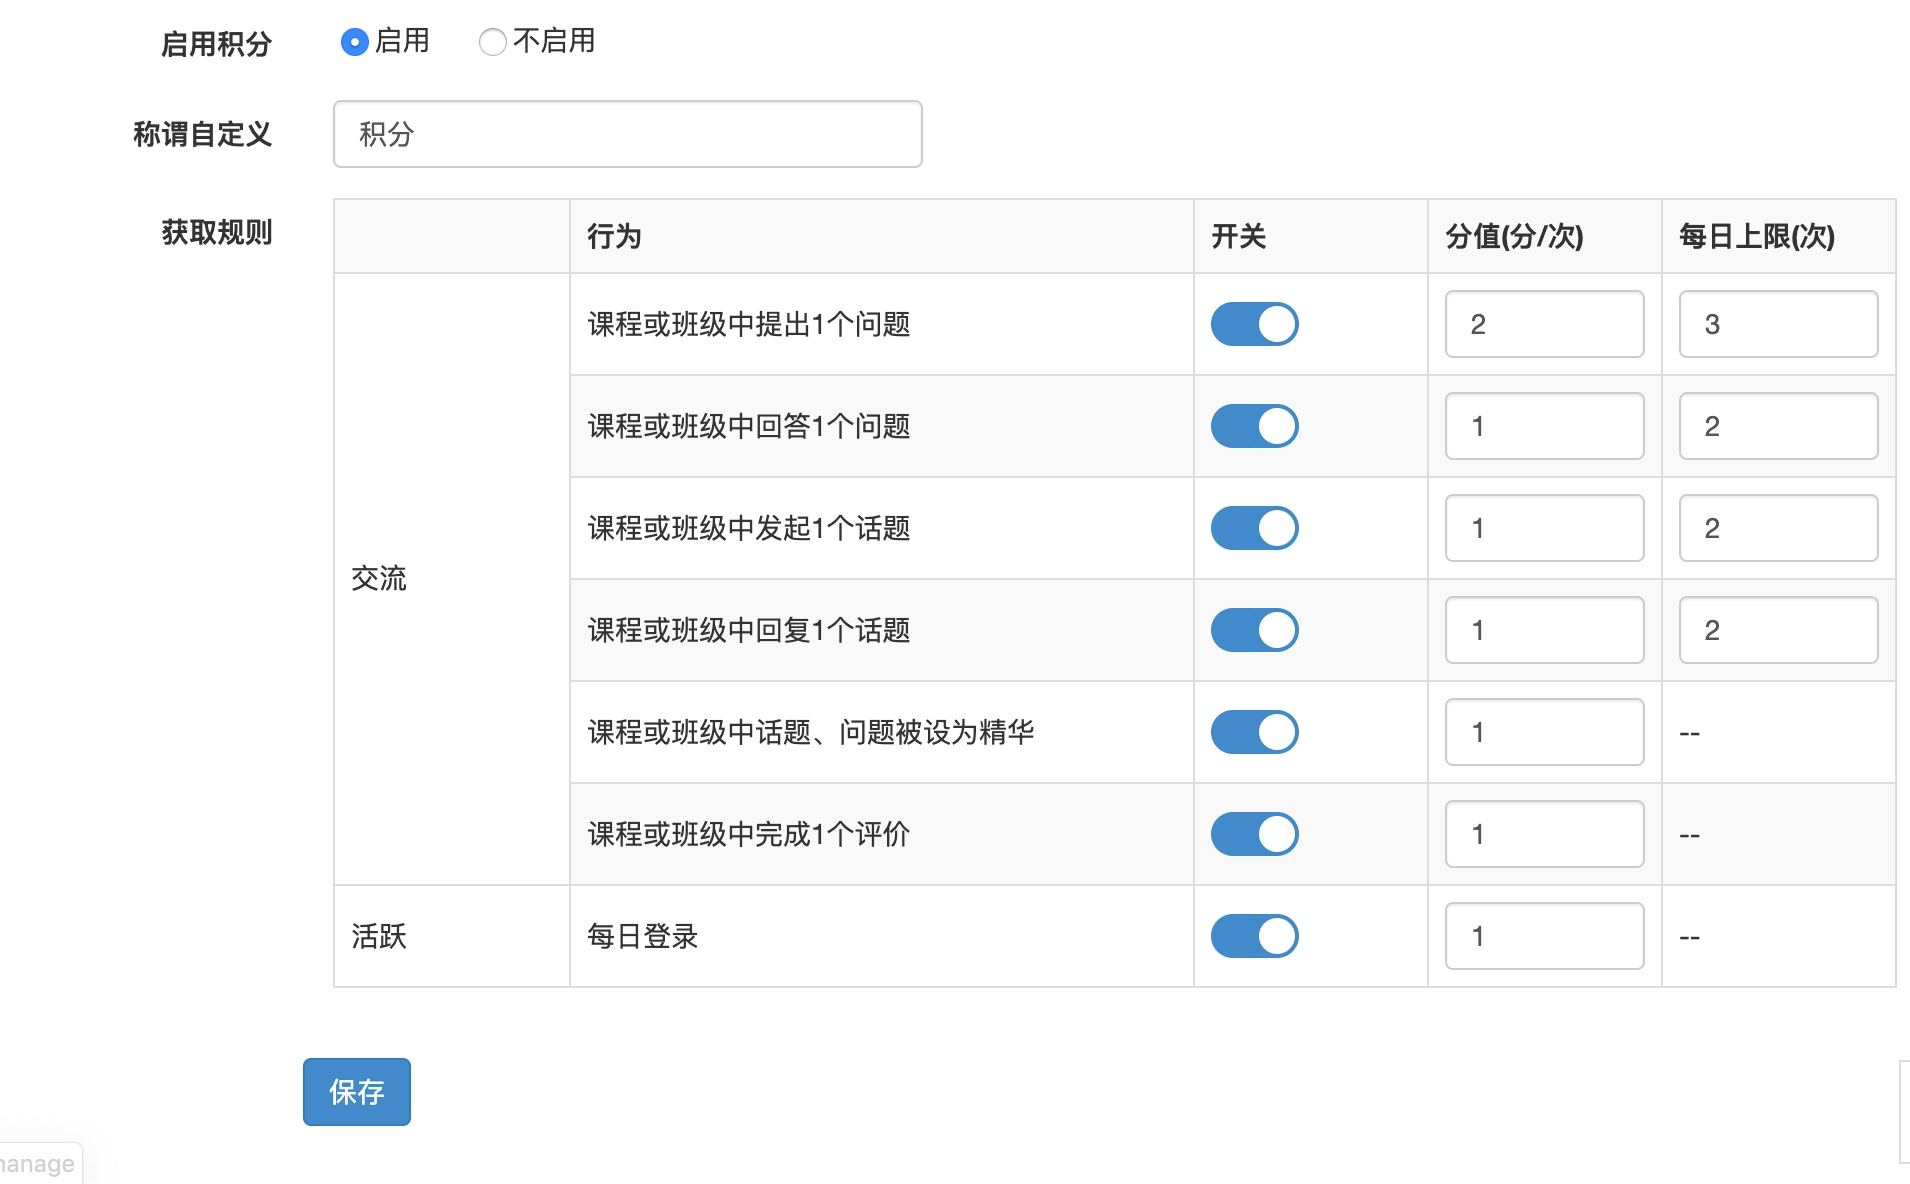 启用积分 启用 不启用
称谓自定义 积分
获取规则 行为 开关 分值(分/次) 每日上限(次)
课程或班级中提出1个问题 2 3
课程或班级中回答1个问题 1 2
课程或班级中发起1个话题 1 2
交流
课程或班级中回复1个话题 1 2
课程或班级中话题、问题被设为精华 1 --
课程或班级中完成1个评价 1 --
活跃 每日登录 1 --
保存